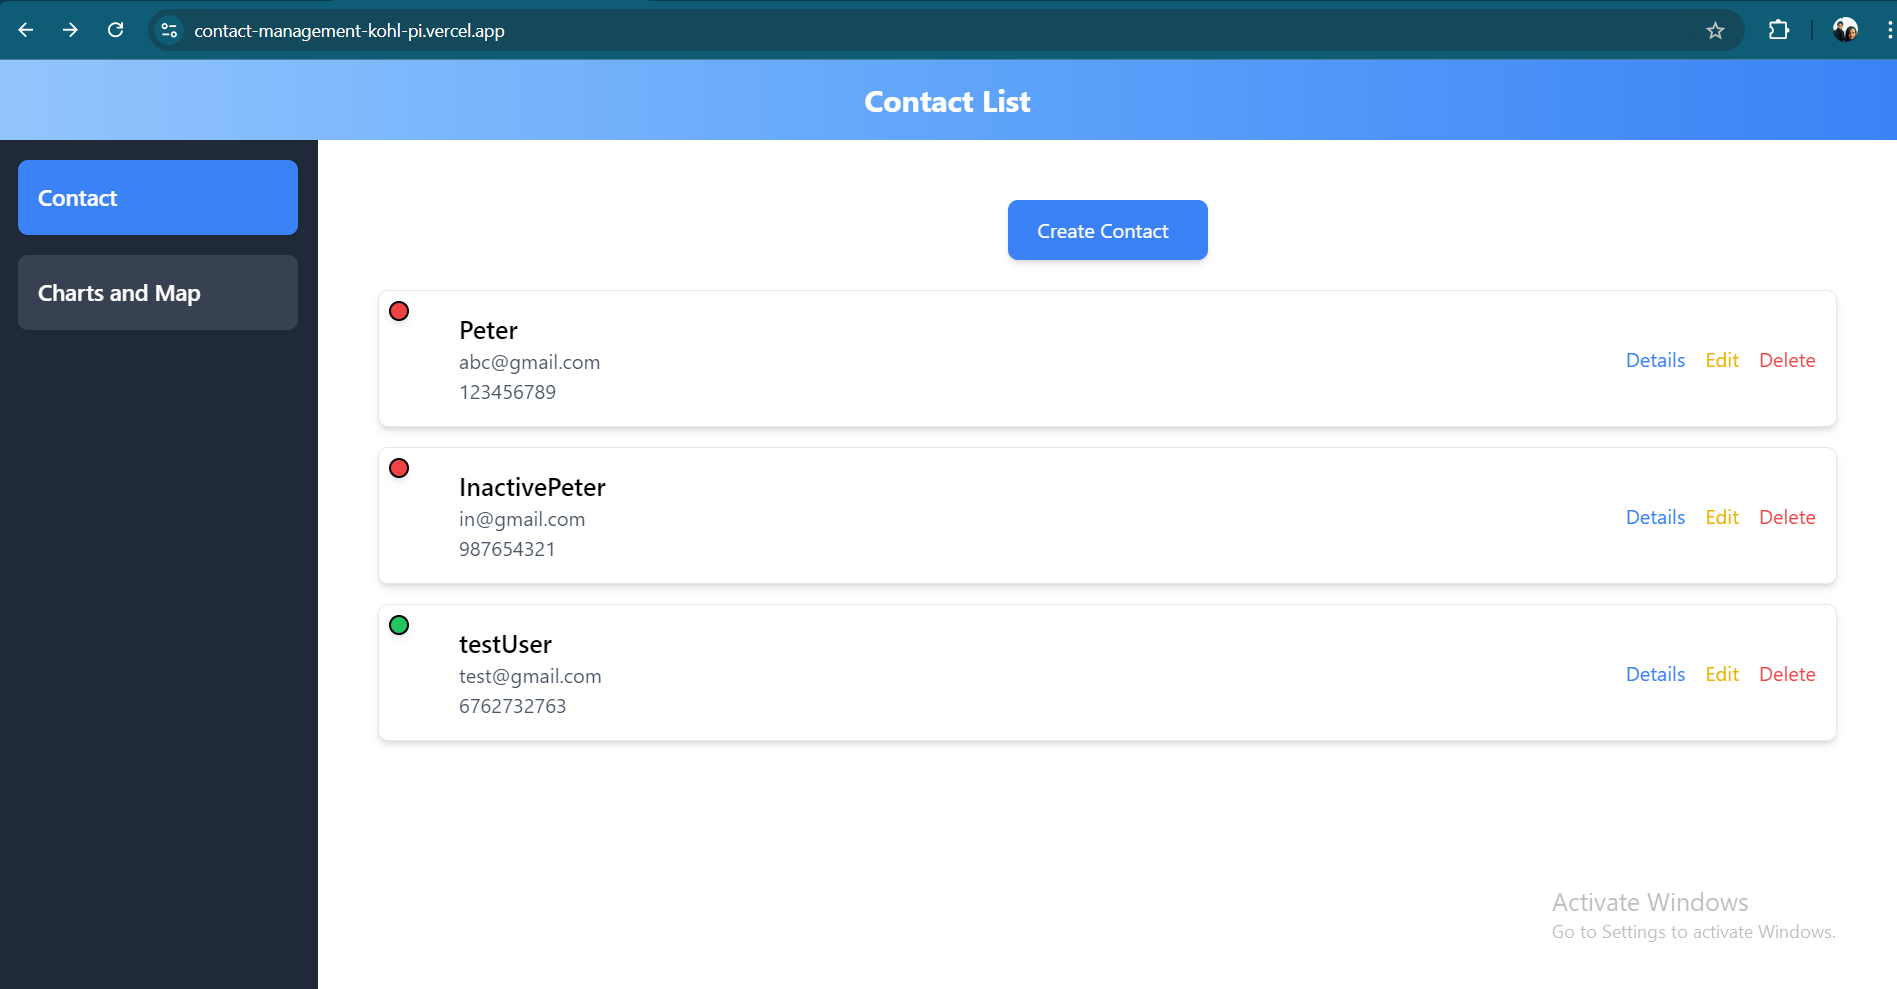 contact-management-kohl-pi.vercel.app
Contact List
Contact
Charts and Map
Create Contact
Peter
abc@gmail.com
123456789
Details Edit Delete
InactivePeter
in@gmail.com
987654321
Details Edit Delete
testUser
test@gmail.com
6762732763
Details Edit Delete
Activate Windows
Go to Settings to activate Windows.